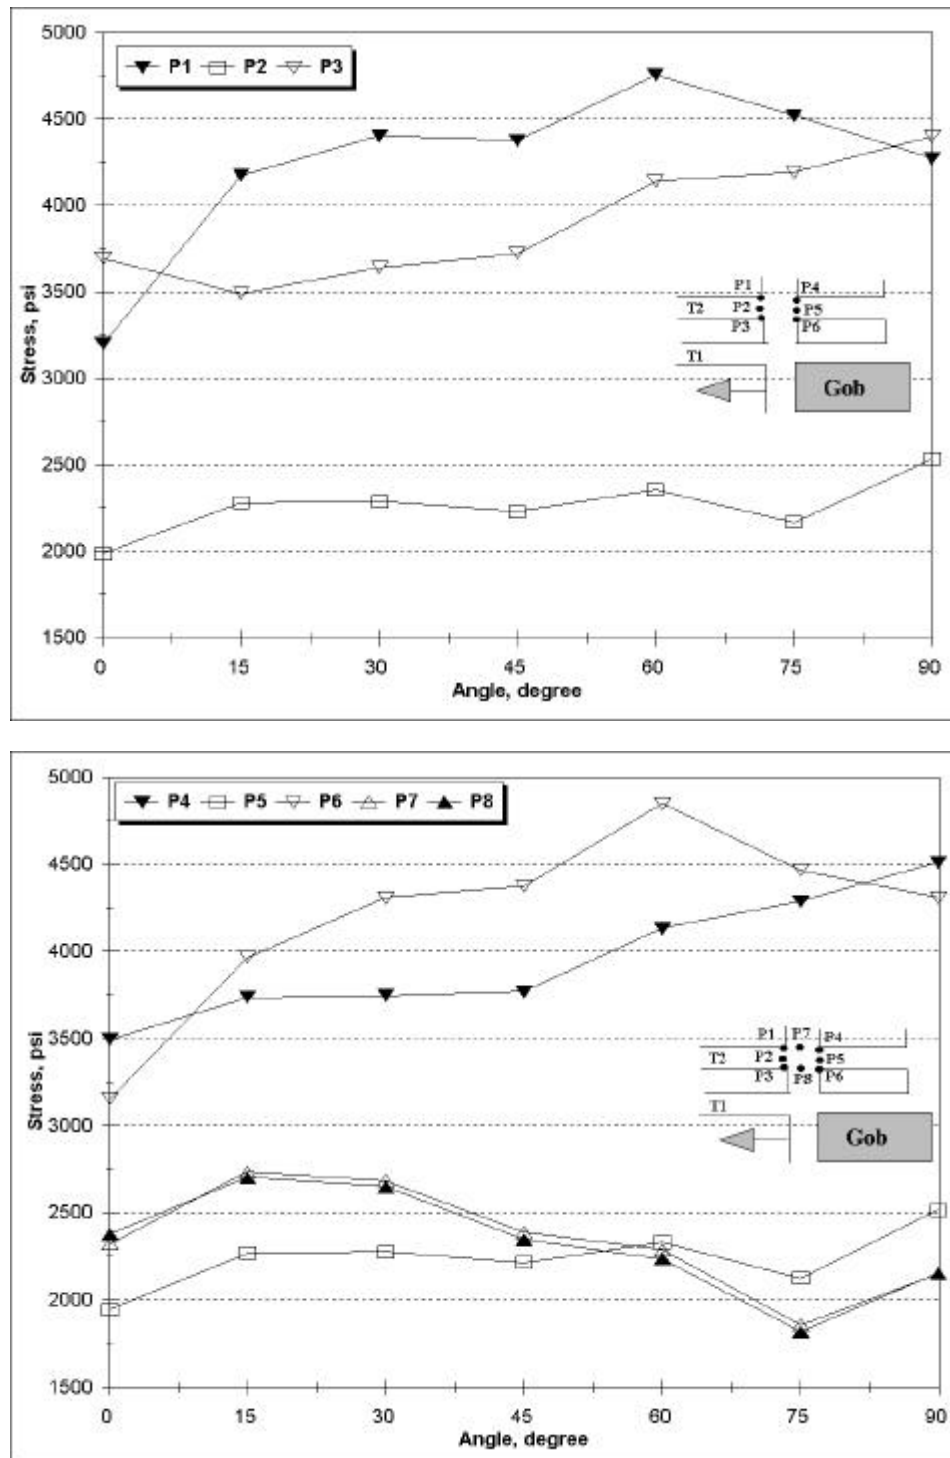 5000
P1 P2 P3
4500
4000
3500
3000
2500
2000
1500
Stress, psi
P1 P4
T2 P2 P5
P3 P6
T1
Gob
0 15 30 45 60 75 90
Angle, degree
5000
P4 P5 P6 P7 P8
4500
4000
3500
3000
2500
2000
1500
Stress, psi
P1 P7 P4
T2 P2 P5
P3 P8 P6
T1
Gob
0 15 30 45 60 75 90
Angle, degree